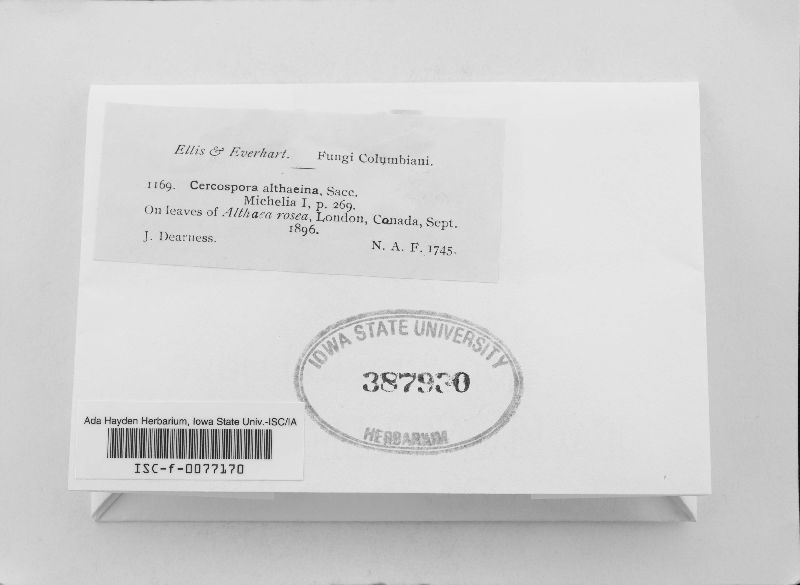 Ellis & Everhart. Fungi Columbiani.
1169. Cercospora althaeina, Sacc.
Michelia I, p. 269.
On leaves of Althaea rosea, London, Canada, Sept.
1896.
J. Dearness. N. A. F. 1745.
IOWA STATE UNIVERSITY
387930
HERBARIUM
Ada Hayden Herbarium, Iowa State Univ.-ISC/IA
ISC-f-0077170